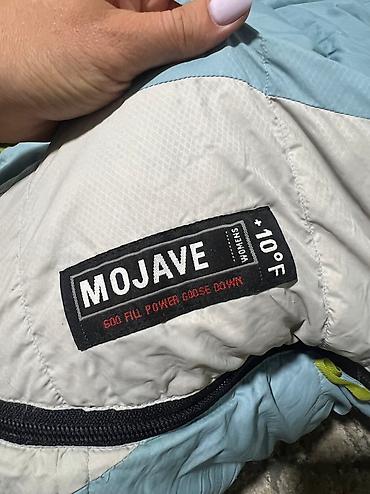 MOJAVE
WOMENS
+10°F
600 FILL POWER GOOSE DOWN